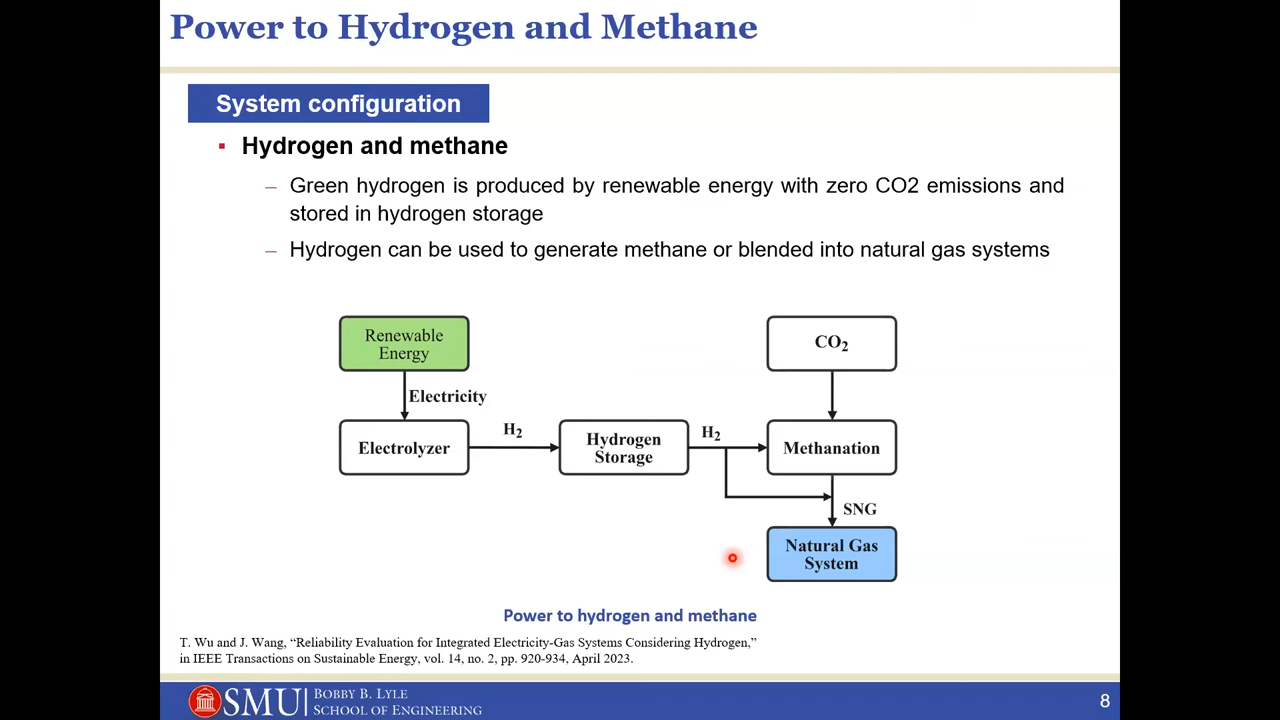 Power to Hydrogen and Methane
System configuration
▪ Hydrogen and methane
– Green hydrogen is produced by renewable energy with zero CO2 emissions and
stored in hydrogen storage
– Hydrogen can be used to generate methane or blended into natural gas systems
Renewable
Energy
CO₂
Electricity
Electrolyzer
H₂
Hydrogen
Storage
H₂
Methanation
SNG
Natural Gas
System
Power to hydrogen and methane
T. Wu and J. Wang, “Reliability Evaluation for Integrated Electricity-Gas Systems Considering Hydrogen,”
in IEEE Transactions on Sustainable Energy, vol. 14, no. 2, pp. 920-934, April 2023.
SMU
BOBBY B. LYLE
SCHOOL OF ENGINEERING
8